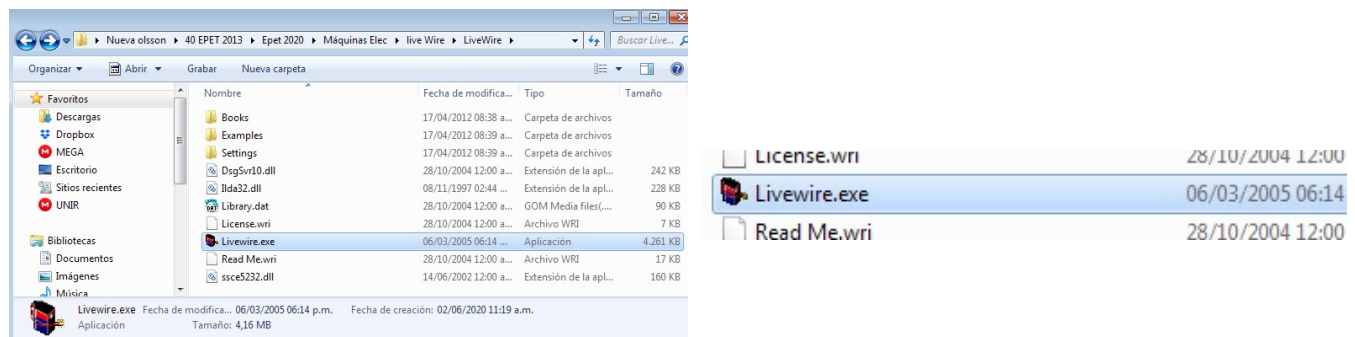 Nueva olsson ▸ 40 EPET 2013 ▸ Epet 2020 ▸ Máquinas Elec ▸ live Wire ▸ LiveWire ▸ Buscar Live...
Organizar Abrir Grabar Nueva carpeta
Favoritos
Descargas
Dropbox
MEGA
Escritorio
Sitios recientes
UNIR
Bibliotecas
Documentos
Imágenes
Música
Nombre Fecha de modifica... Tipo Tamaño
Books 17/04/2012 08:38 a... Carpeta de archivos
Examples 17/04/2012 08:39 a... Carpeta de archivos
Settings 17/04/2012 08:39 a... Carpeta de archivos
DsgSvr10.dll 28/10/2004 12:00 a... Extensión de la apl... 242 KB
Ilda32.dll 08/11/1997 02:44 ... Extensión de la apl... 228 KB
Library.dat 28/10/2004 12:00 a... GOM Media files(.... 90 KB
License.wri 28/10/2004 12:00 a... Archivo WRI 7 KB
Livewire.exe 06/03/2005 06:14 ... Aplicación 4.261 KB
Read Me.wri 28/10/2004 12:00 a... Archivo WRI 17 KB
ssce5232.dll 14/06/2002 12:00 a... Extensión de la apl... 160 KB
Livewire.exe Fecha de modifica... 06/03/2005 06:14 p.m. Fecha de creación: 02/06/2020 11:19 a.m.
Aplicación Tamaño: 4,16 MB
License.wri 28/10/2004 12:00
Livewire.exe 06/03/2005 06:14
Read Me.wri 28/10/2004 12:00